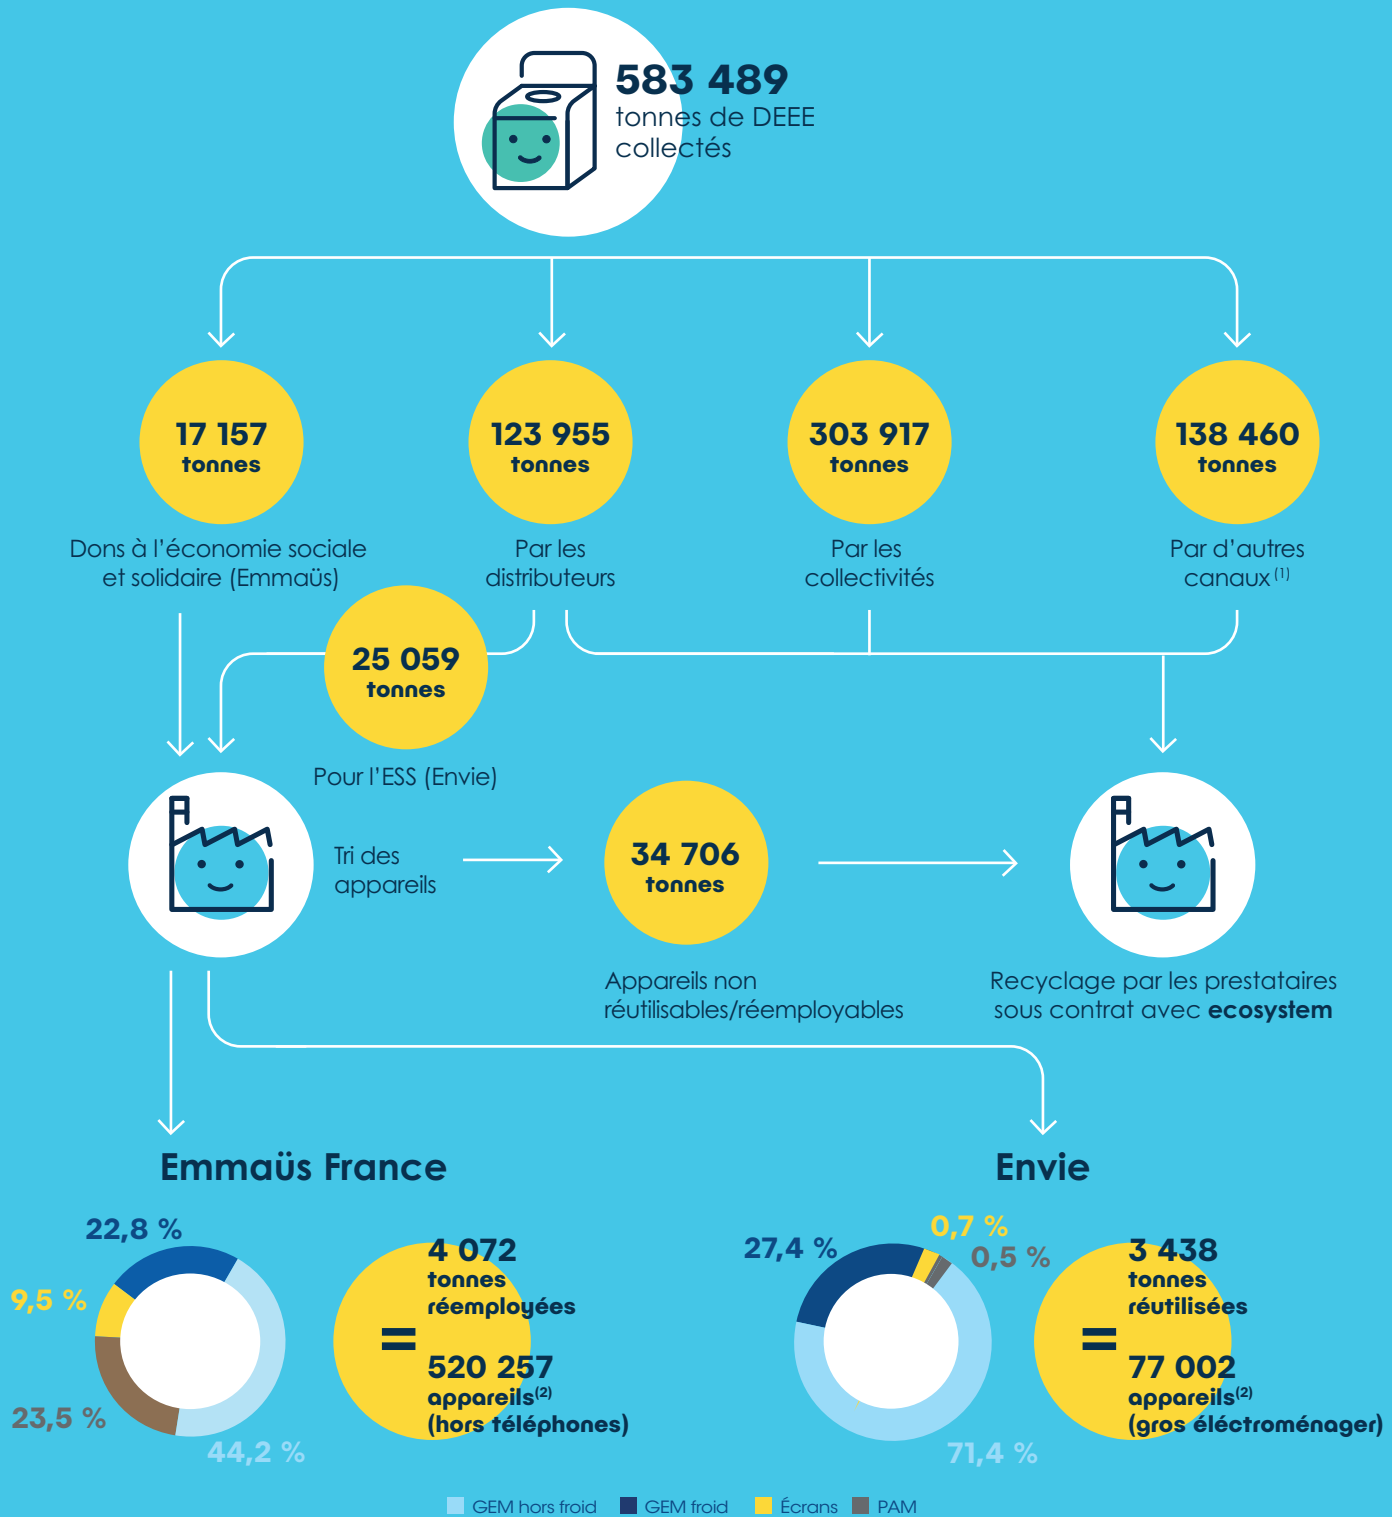 583 489
tonnes de DEEE
collectés
17 157
tonnes
Dons à l'économie sociale
et solidaire (Emmaüs)
123 955
tonnes
Par les
distributeurs
303 917
tonnes
Par les
collectivités
138 460
tonnes
Par d'autres
canaux (1)
25 059
tonnes
Pour l'ESS (Envie)
Tri des
appareils
34 706
tonnes
Appareils non
réutilisables/réemployables
Recyclage par les prestataires
sous contrat avec ecosystem
Emmaüs France
22,8 %
9,5 %
23,5 %
44,2 %
=
4 072
tonnes
réemployées
520 257
appareils(2)
(hors téléphones)
Envie
27,4 %
0,7 %
0,5 %
71,4 %
=
3 438
tonnes
réutilisées
77 002
appareils(2)
(gros éléctroménager)
GEM hors froid GEM froid Écrans PAM